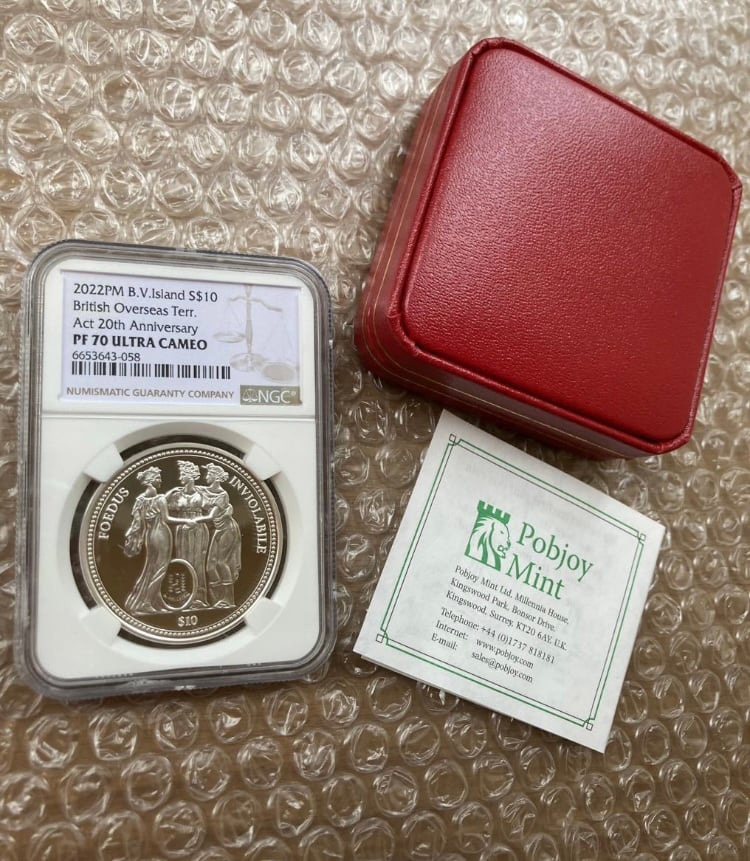 2022PM B.V.Island S$10
British Overseas Terr.
Act 20th Anniversary
PF 70 ULTRA CAMEO
6653643-058
NUMISMATIC GUARANTY COMPANY
NGC®
FOEDUS
INVIOLABILE
$10
Pobjoy
Mint
Pobjoy Mint Ltd. Millennia House,
Kingswood Park, Bonsor Drive,
Kingswood, Surrey, KT20 6AY, U.K.
Telephone: +44 (0)1737 818181
Internet: www.pobjoy.com
E-mail: sales@pobjoy.com